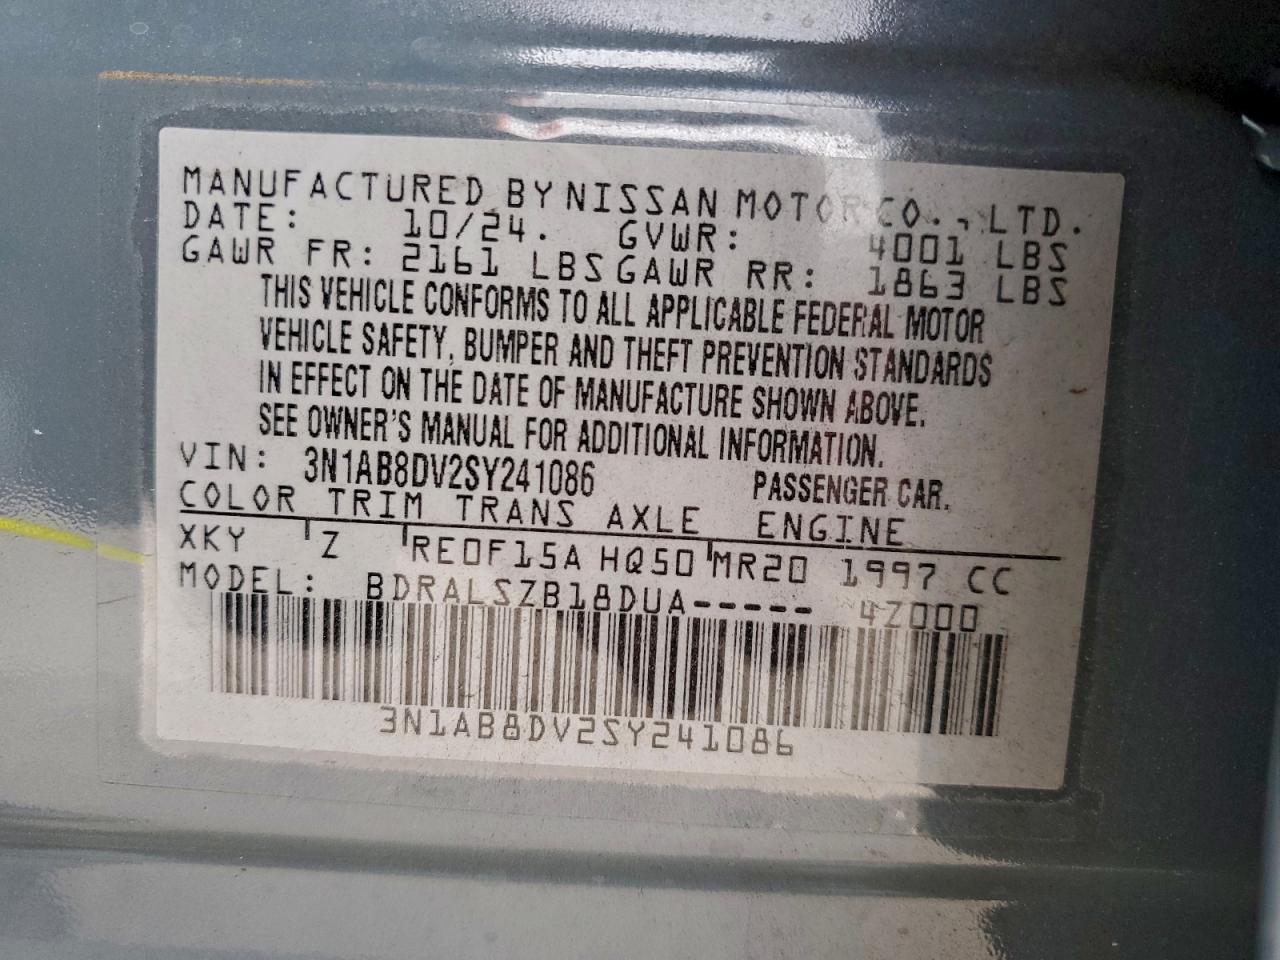 MANUFACTURED BY NISSAN MOTOR CO., LTD.
DATE: 10/24. GVWR: 4001 LBS
GAWR FR: 2161 LBS GAWR RR: 1863 LBS
THIS VEHICLE CONFORMS TO ALL APPLICABLE FEDERAL MOTOR
VEHICLE SAFETY, BUMPER AND THEFT PREVENTION STANDARDS
IN EFFECT ON THE DATE OF MANUFACTURE SHOWN ABOVE.
SEE OWNER'S MANUAL FOR ADDITIONAL INFORMATION.
VIN: 3N1AB8DV2SY241086 PASSENGER CAR.
COLOR TRIM TRANS AXLE ENGINE
XKY Z RE0F15A HQ50 MR20 1997 CC
MODEL: BDRALSZB18DUA----- 4Z000
3N1AB8DV2SY241086